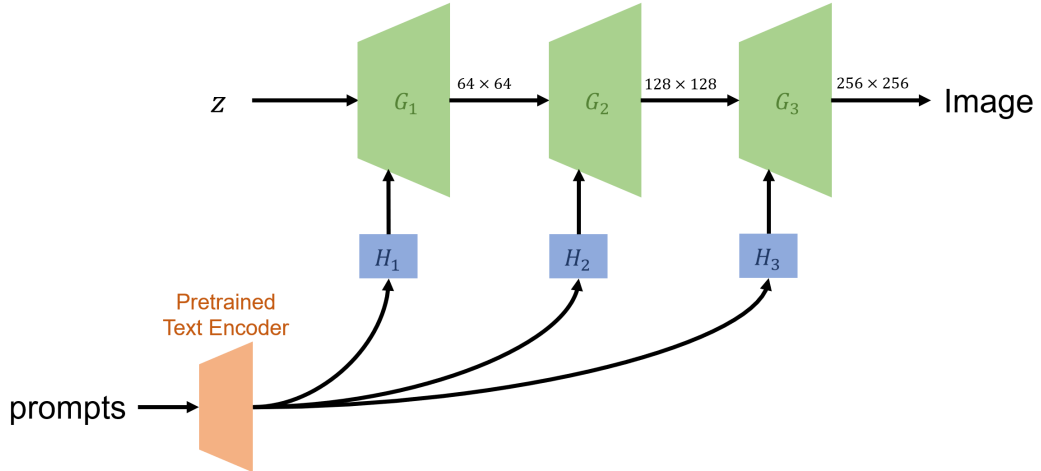 64 × 64
128 × 128
256 × 256
z
G₁
G₂
G₃
Image
H₁
H₂
H₃
Pretrained
Text Encoder
prompts